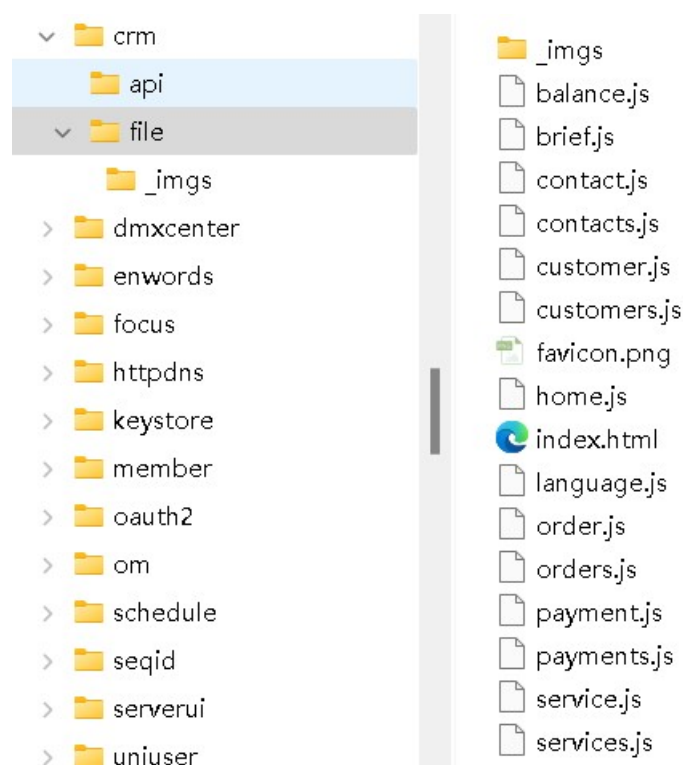 crm
api
file
_imgs
dmxcenter
enwords
focus
httpdns
keystore
member
oauth2
om
schedule
seqid
serverui
uniuser
_imgs
balance.js
brief.js
contact.js
contacts.js
customer.js
customers.js
favicon.png
home.js
index.html
language.js
order.js
orders.js
payment.js
payments.js
service.js
services.js